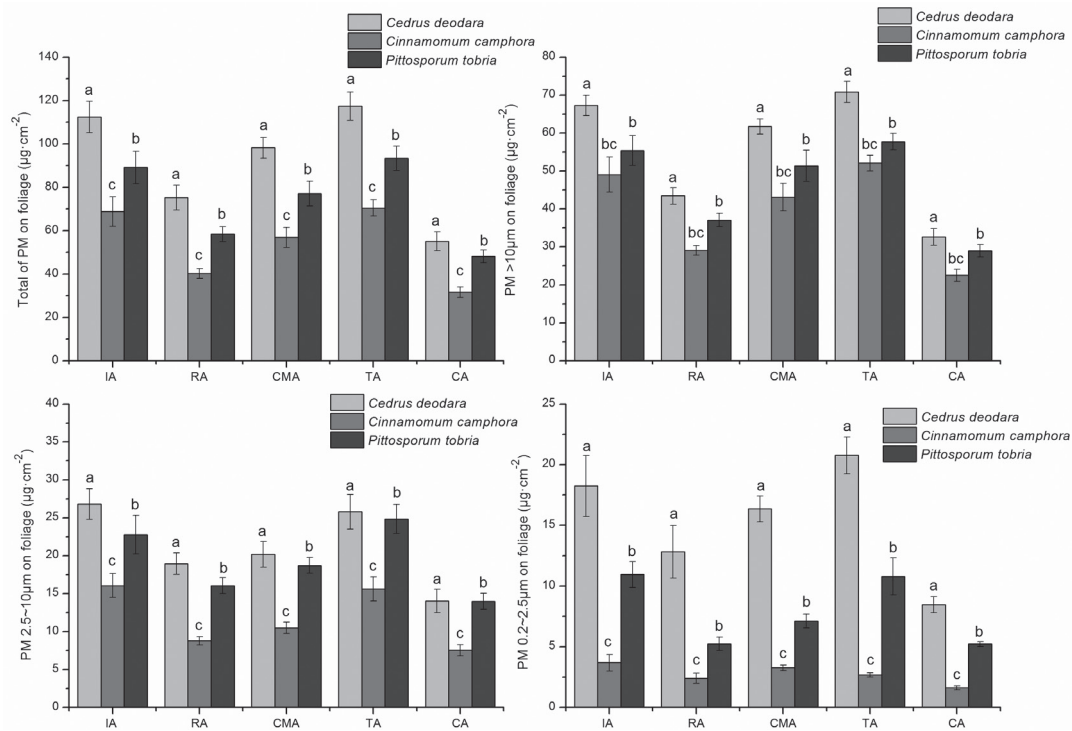 Cedrus deodara
Cinnamomum camphora
Pittosporum tobria
Total of PM on foliage (μg·cm-2)
140
120
100
80
60
40
20
0
a
c
b
a
c
b
a
c
b
a
c
b
a
c
b
IA
RA
CMA
TA
CA
Cedrus deodara
Cinnamomum camphora
Pittosporum tobria
PM >10μm on foliage (μg·cm-2)
80
70
60
50
40
30
20
10
0
a
bc
b
a
bc
b
a
bc
b
a
bc
b
a
bc
b
IA
RA
CMA
TA
CA
Cedrus deodara
Cinnamomum camphora
Pittosporum tobria
PM 2.5~10μm on foliage (μg·cm-2)
40
35
30
25
20
15
10
5
0
a
c
b
a
c
b
a
c
b
a
c
b
a
c
b
IA
RA
CMA
TA
CA
Cedrus deodara
Cinnamomum camphora
Pittosporum tobria
PM 0.2~2.5μm on foliage (μg·cm-2)
25
20
15
10
5
0
a
c
b
a
c
b
a
c
b
a
c
b
a
c
b
IA
RA
CMA
TA
CA